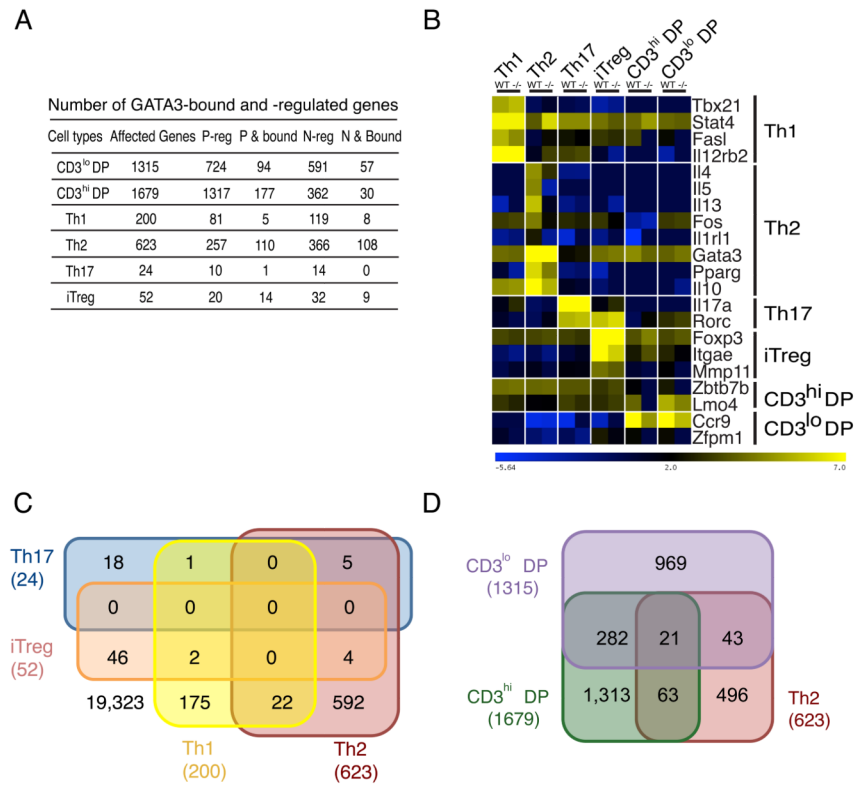 A
Number of GATA3-bound and -regulated genes
Cell types Affected Genes P-reg P & bound N-reg N & Bound
CD3lo DP 1315 724 94 591 57
CD3hi DP 1679 1317 177 362 30
Th1 200 81 5 119 8
Th2 623 257 110 366 108
Th17 24 10 1 14 0
iTreg 52 20 14 32 9
B
Th1 Th2 Th17 iTreg CD3hi DP CD3lo DP
WT -/- WT -/- WT -/- WT -/- WT -/- WT -/-
Tbx21
Stat4
Fasl
Il12rb2
Th1
Il4
Il5
Il13
Fos
Il1rl1
Gata3
Pparg
Il10
Th2
Il17a
Rorc
Th17
Foxp3
Itgae
Mmp11
iTreg
Zbtb7b
Lmo4
CD3hi DP
Ccr9
Zfpm1
CD3lo DP
-5.64 2.0 7.0
C
Th17
(24)
18 1 0 5
0 0 0 0
iTreg
(52)
46 2 0 4
19,323 175 22 592
Th1
(200)
Th2
(623)
D
CD3lo DP
(1315)
969
282 21 43
CD3hi DP
(1679)
1,313 63 496
Th2
(623)